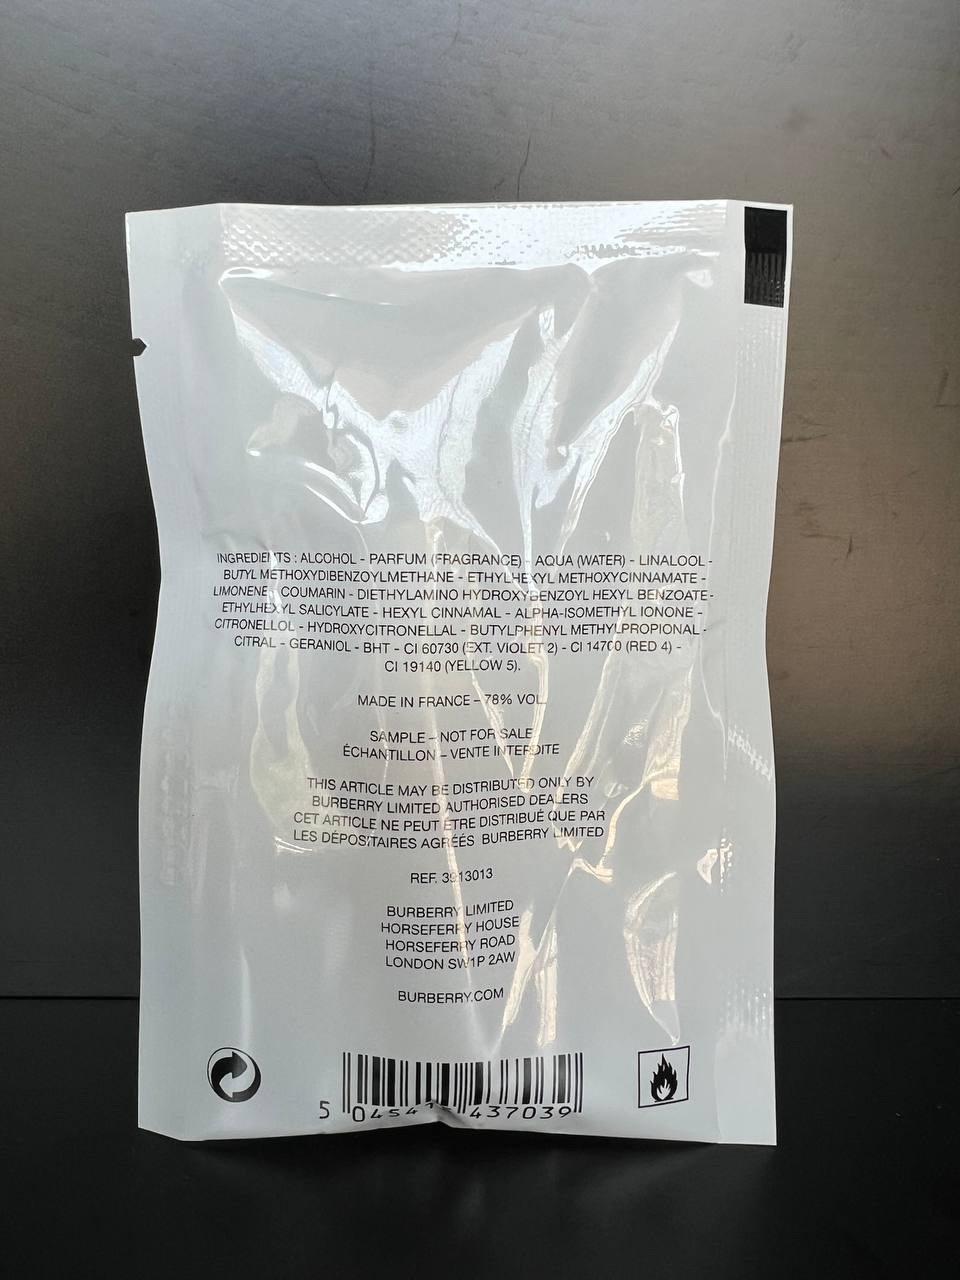 INGREDIENTS : ALCOHOL - PARFUM (FRAGRANCE) - AQUA (WATER) - LINALOOL -
BUTYL METHOXYDIBENZOYLMETHANE - ETHYLHEXYL METHOXYCINNAMATE -
LIMONENE - COUMARIN - DIETHYLAMINO HYDROXYBENZOYL HEXYL BENZOATE -
ETHYLHEXYL SALICYLATE - HEXYL CINNAMAL - ALPHA-ISOMETHYL IONONE -
CITRONELLOL - HYDROXYCITRONELLAL - BUTYLPHENYL METHYLPROPIONAL -
CITRAL - GERANIOL - BHT - CI 60730 (EXT. VIOLET 2) - CI 14700 (RED 4) -
CI 19140 (YELLOW 5).
MADE IN FRANCE - 78% VOL.
SAMPLE - NOT FOR SALE
ÉCHANTILLON - VENTE INTERDITE
THIS ARTICLE MAY BE DISTRIBUTED ONLY BY
BURBERRY LIMITED AUTHORISED DEALERS
CET ARTICLE NE PEUT ÊTRE DISTRIBUÉ QUE PAR
LES DÉPOSITAIRES AGRÉÉS BURBERRY LIMITED
REF. 3913013
BURBERRY LIMITED
HORSEFERRY HOUSE
HORSEFERRY ROAD
LONDON SW1P 2AW
BURBERRY.COM
5 437039